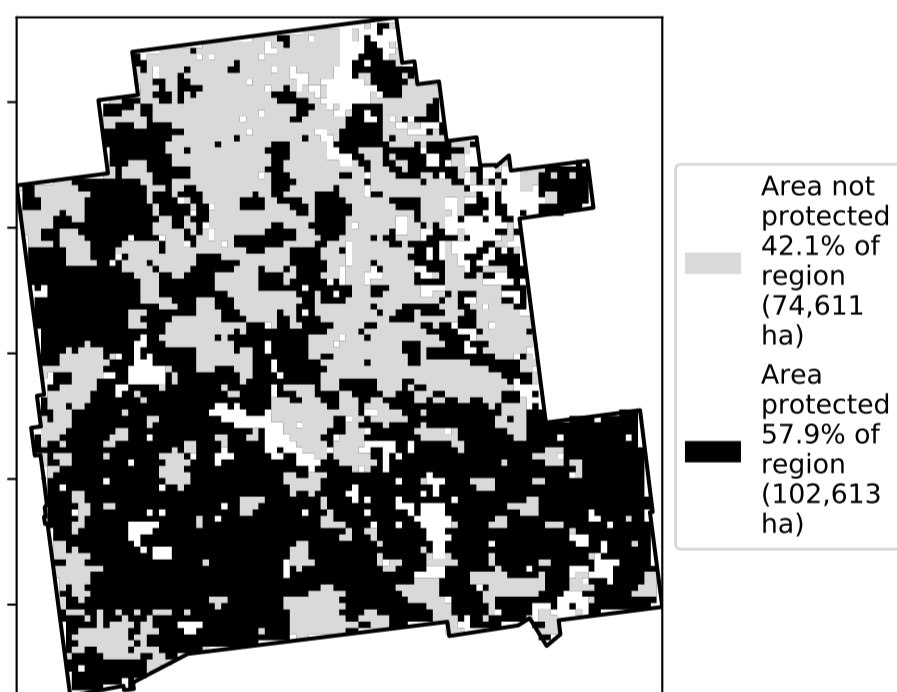 Area not
protected
42.1% of
region
(74,611
ha)
Area
protected
57.9% of
region
(102,613
ha)